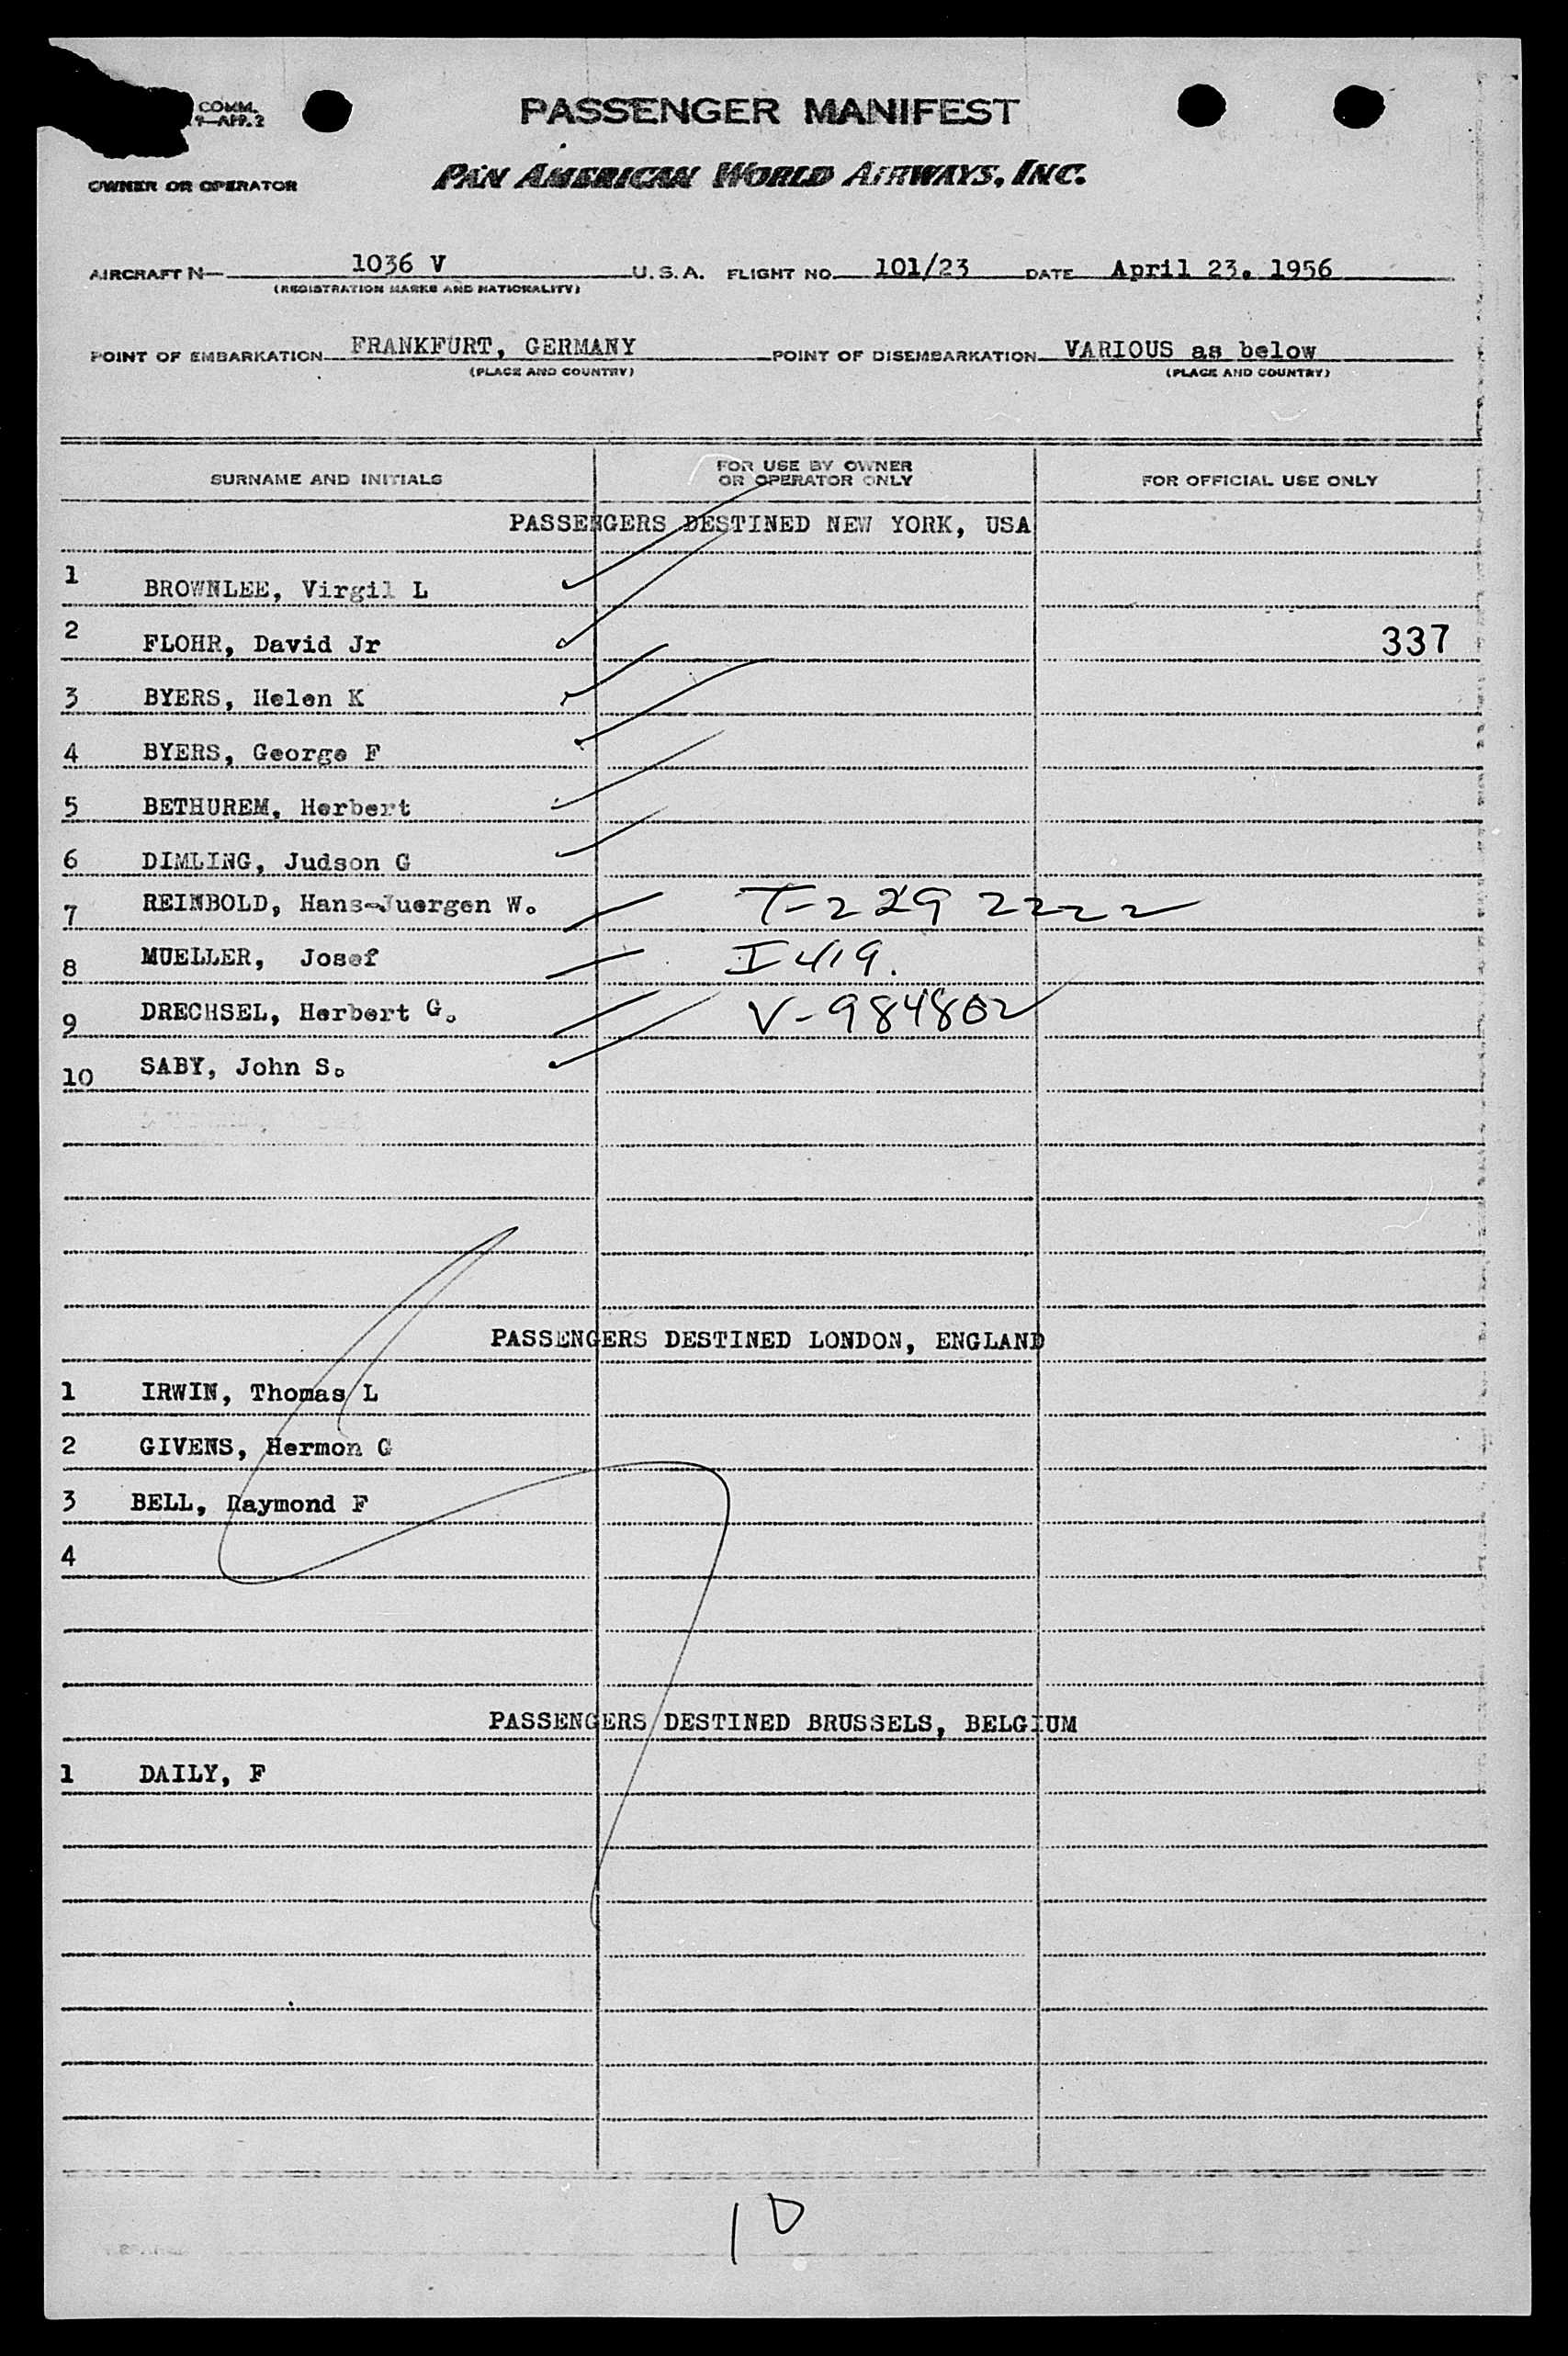 COMM.
9—APP. 2
PASSENGER MANIFEST
OWNER OR OPERATOR PAN AMERICAN WORLD AIRWAYS, INC.
AIRCRAFT N— 1036 V U. S. A. FLIGHT NO. 101/23 DATE April 23. 1956
(REGISTRATION MARKS AND NATIONALITY)
POINT OF EMBARKATION FRANKFURT, GERMANY POINT OF DISEMBARKATION VARIOUS as below
(PLACE AND COUNTRY) (PLACE AND COUNTRY)
SURNAME AND INITIALS FOR USE BY OWNER OR OPERATOR ONLY FOR OFFICIAL USE ONLY
PASSENGERS DESTINED NEW YORK, USA
1 BROWNLEE, Virgil L
2 FLOHR, David Jr 337
3 BYERS, Helen K
4 BYERS, George F
5 BETHUREM, Herbert
6 DIMLING, Judson G
7 REINBOLD, Hans-Juergen W. T-229 2222
8 MUELLER, Josef I 419.
9 DRECHSEL, Herbert G. V-984802
10 SABY, John S.
PASSENGERS DESTINED LONDON, ENGLAND
1 IRWIN, Thomas L
2 GIVENS, Hermon G
3 BELL, Raymond F
4
PASSENGERS DESTINED BRUSSELS, BELGIUM
1 DAILY, F
10